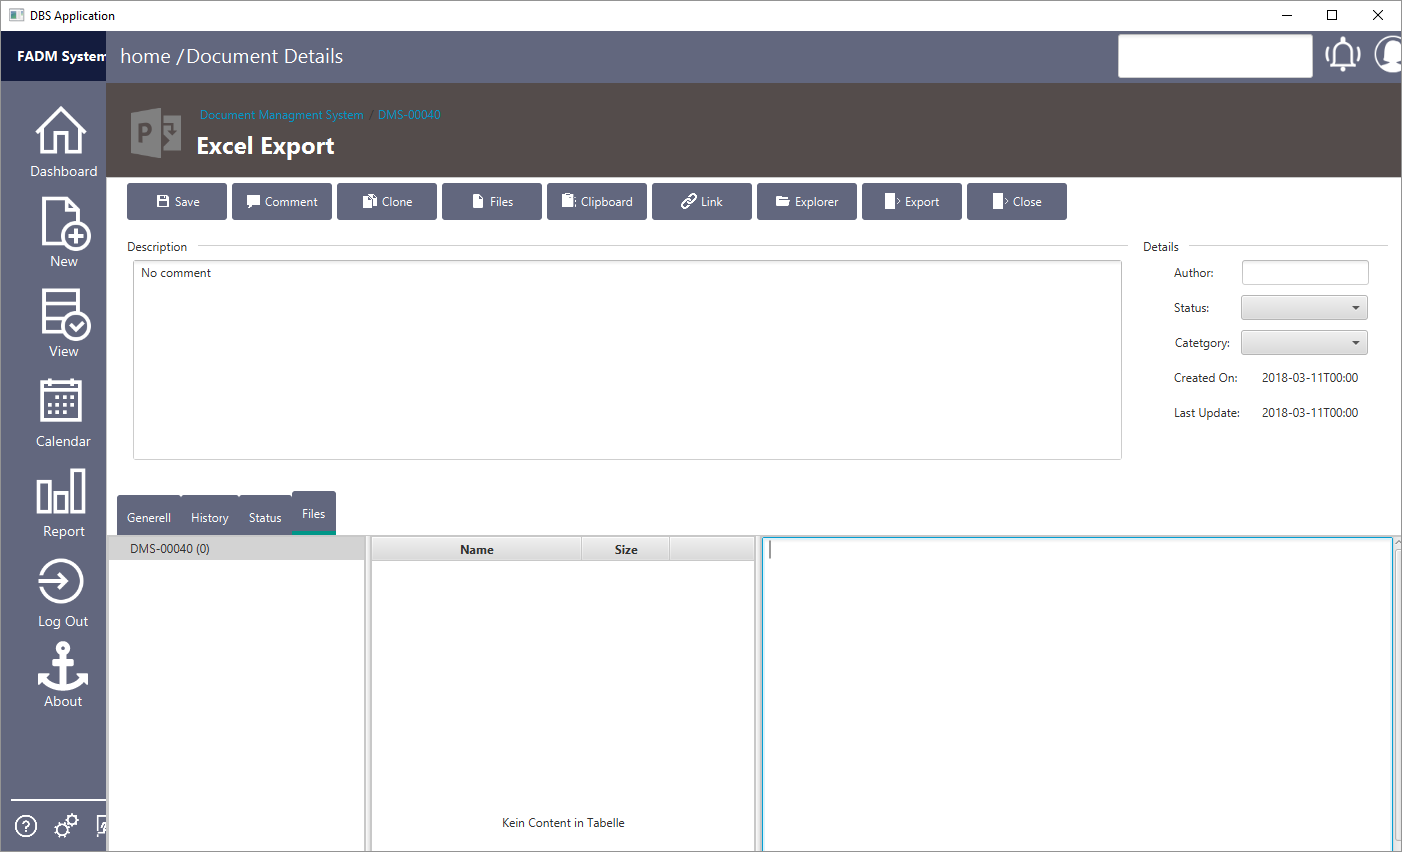 DBS Application
FADM System
home /Document Details
Document Managment System / DMS-00040
Excel Export
Dashboard
New
View
Calendar
Report
Log Out
About
Save
Comment
Clone
Files
Clipboard
Link
Explorer
Export
Close
Description
No comment
Details
Author:
Status:
Catetgory:
Created On: 2018-03-11T00:00
Last Update: 2018-03-11T00:00
Generell
History
Status
Files
DMS-00040 (0)
Name
Size
Kein Content in Tabelle